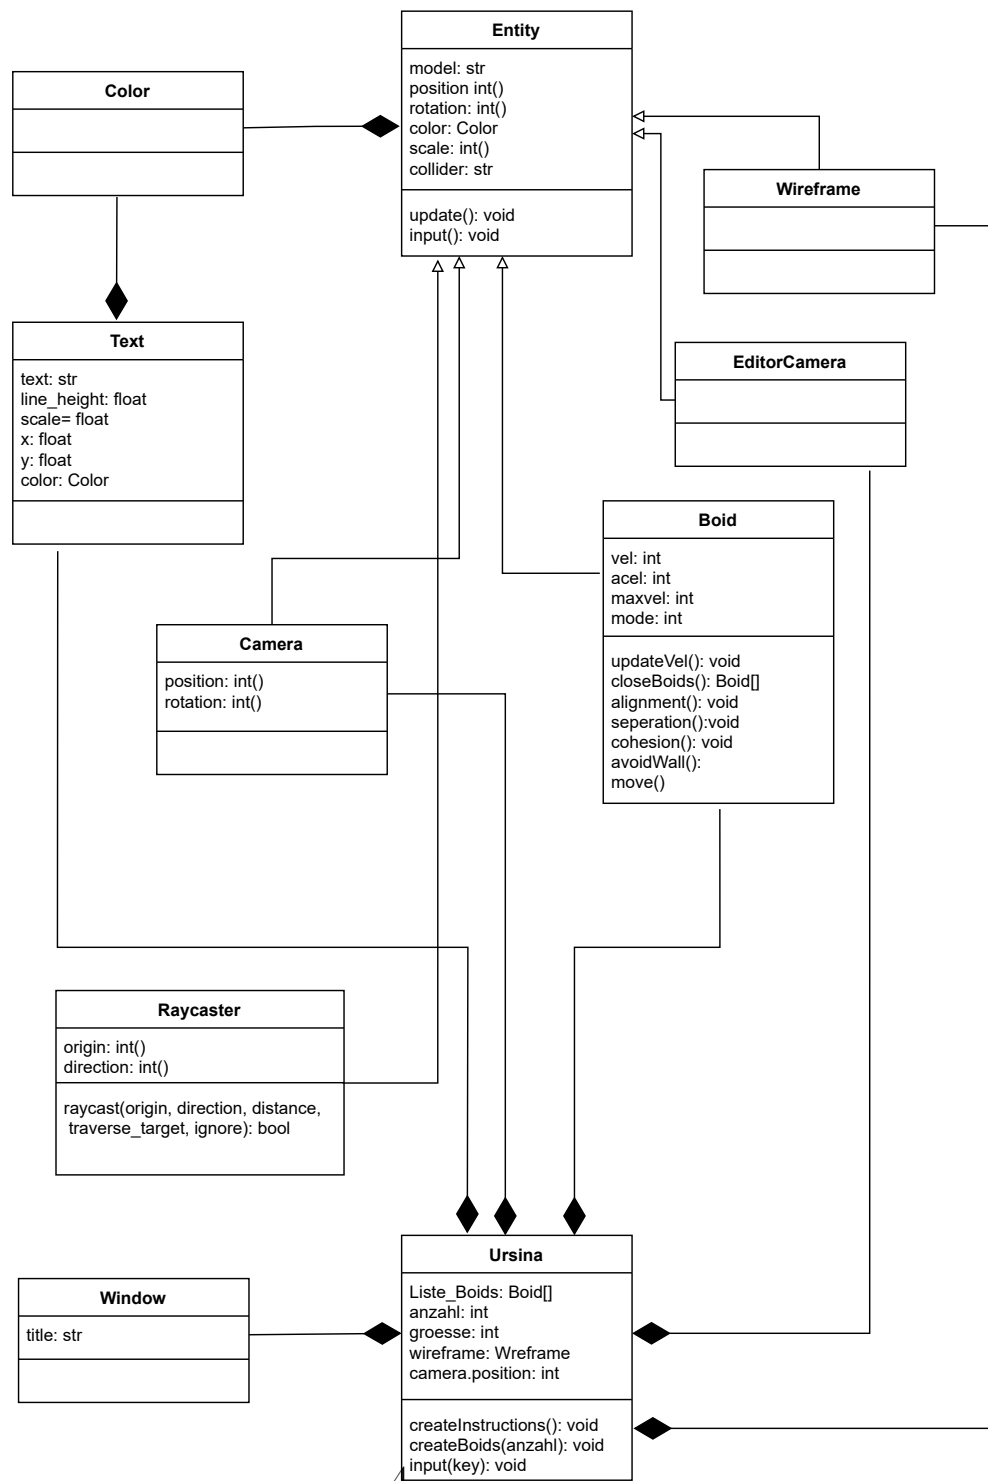 Entity
model: str
position int()
rotation: int()
color: Color
scale: int()
collider: str
update(): void
input(): void
Color
Wireframe
Text
text: str
line_height: float
scale= float
x: float
y: float
color: Color
EditorCamera
Boid
vel: int
acel: int
maxvel: int
mode: int
updateVel(): void
closeBoids(): Boid[]
alignment(): void
seperation():void
cohesion(): void
avoidWall():
move()
Camera
position: int()
rotation: int()
Raycaster
origin: int()
direction: int()
raycast(origin, direction, distance,
traverse_target, ignore): bool
Ursina
Liste_Boids: Boid[]
anzahl: int
groesse: int
wireframe: Wreframe
camera.position: int
createInstructions(): void
createBoids(anzahl): void
input(key): void
Window
title: str